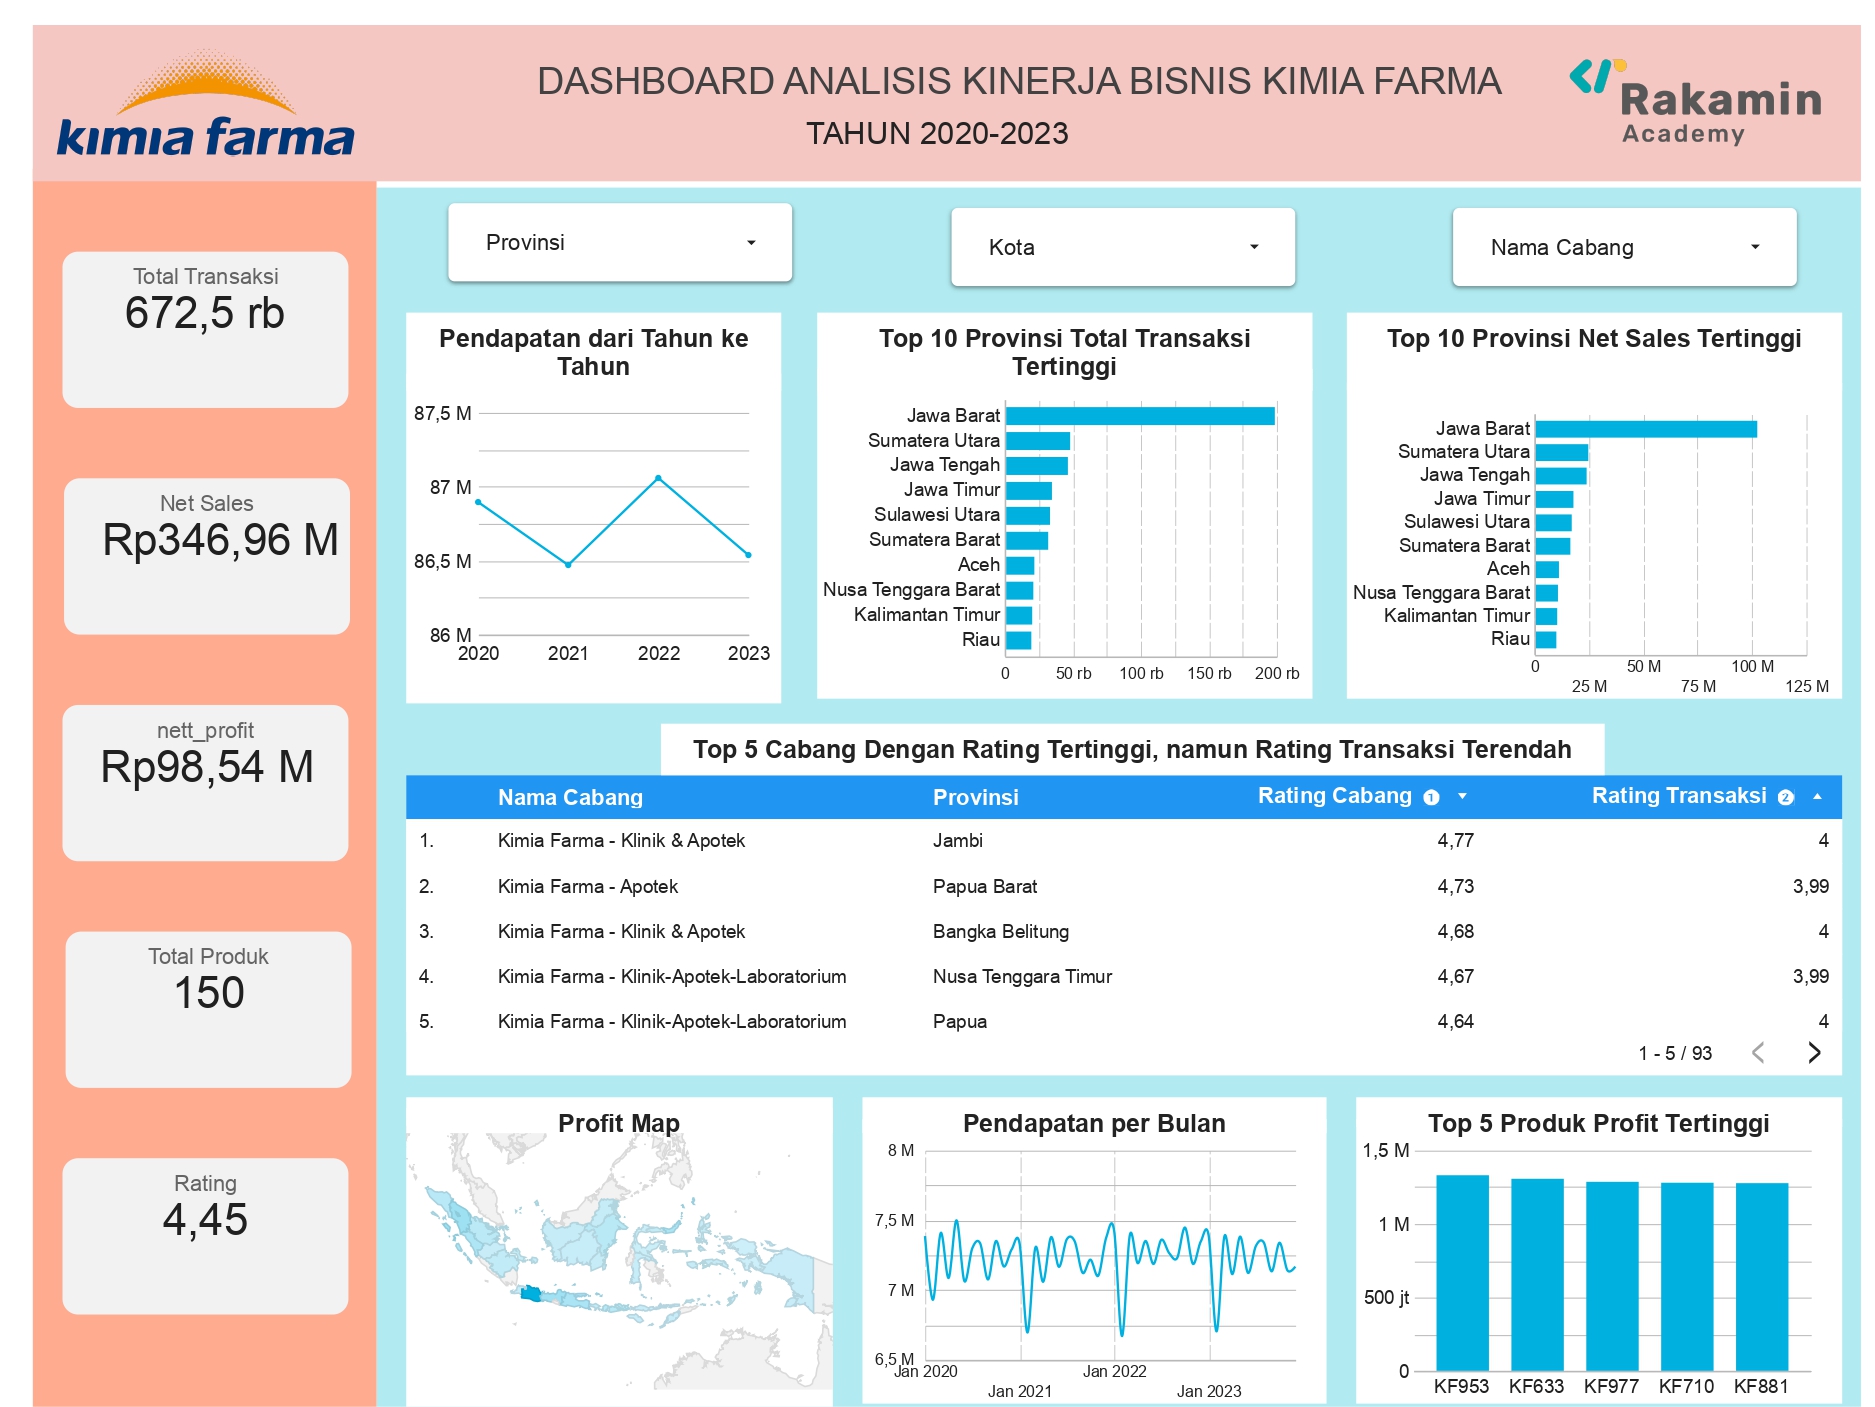 kimia farma
DASHBOARD ANALISIS KINERJA BISNIS KIMIA FARMA
TAHUN 2020-2023
Rakamin
Academy
Total Transaksi
672,5 rb
Net Sales
Rp346,96 M
nett_profit
Rp98,54 M
Total Produk
150
Rating
4,45
Provinsi
Kota
Nama Cabang
Pendapatan dari Tahun ke
Tahun
87,5 M
87 M
86,5 M
86 M
2020 2021 2022 2023
Top 10 Provinsi Total Transaksi
Tertinggi
Jawa Barat
Sumatera Utara
Jawa Tengah
Jawa Timur
Sulawesi Utara
Sumatera Barat
Aceh
Nusa Tenggara Barat
Kalimantan Timur
Riau
0 50 rb 100 rb 150 rb 200 rb
Top 10 Provinsi Net Sales Tertinggi
Jawa Barat
Sumatera Utara
Jawa Tengah
Jawa Timur
Sulawesi Utara
Sumatera Barat
Aceh
Nusa Tenggara Barat
Kalimantan Timur
Riau
0 50 M 100 M
25 M 75 M 125 M
Top 5 Cabang Dengan Rating Tertinggi, namun Rating Transaksi Terendah
Nama Cabang Provinsi Rating Cabang 1 Rating Transaksi 2
1. Kimia Farma - Klinik & Apotek Jambi 4,77 4
2. Kimia Farma - Apotek Papua Barat 4,73 3,99
3. Kimia Farma - Klinik & Apotek Bangka Belitung 4,68 4
4. Kimia Farma - Klinik-Apotek-Laboratorium Nusa Tenggara Timur 4,67 3,99
5. Kimia Farma - Klinik-Apotek-Laboratorium Papua 4,64 4
1 - 5 / 93
Profit Map
Pendapatan per Bulan
8 M
7,5 M
7 M
6,5 M
Jan 2020 Jan 2022
Jan 2021 Jan 2023
Top 5 Produk Profit Tertinggi
1,5 M
1 M
500 jt
0
KF953 KF633 KF977 KF710 KF881